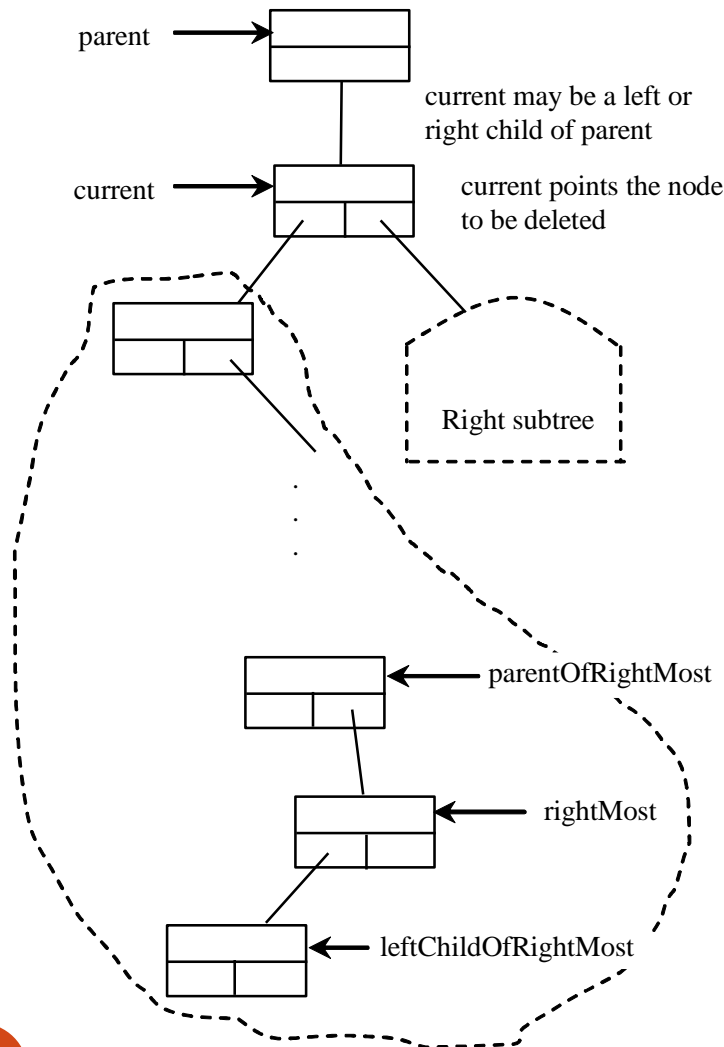 parent
current may be a left or
right child of parent
current
current points the node
to be deleted
Right subtree
.
.
.
parentOfRightMost
rightMost
leftChildOfRightMost